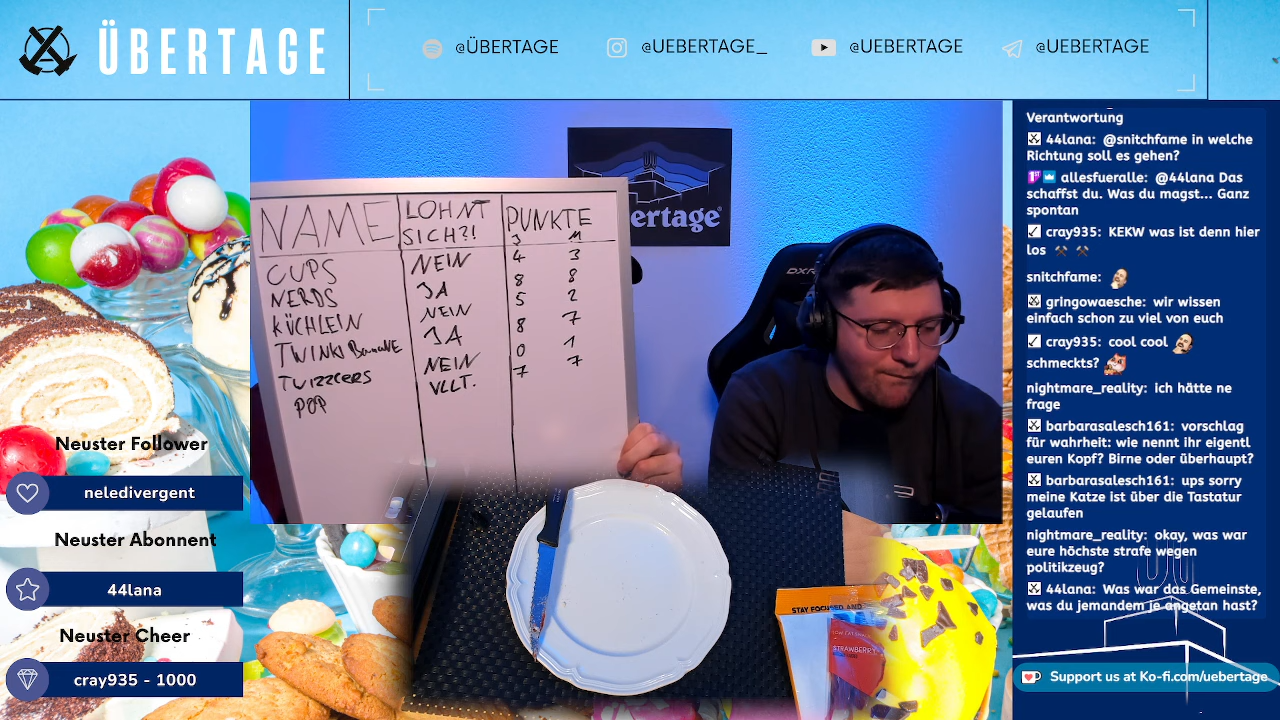 ÜBERTAGE
@ÜBERTAGE
@UEBERTAGE_
@UEBERTAGE
@UEBERTAGE
NAME
LOHNT
SICH?!
PUNKTE
J M
CUPS NEIN 4 3
NERDS JA 8 8
KÜCHLEIN NEIN 5 2
TWINKI Banane JA 8 7
TWIZZLERS NEIN 0 1
POP VLLT. 7 7
bertage
DXR
Neuster Follower
neledivergent
Neuster Abonnent
44lana
Neuster Cheer
cray935 - 1000
STAY FOCUSED AND
STRAWBERRY
Verantwortung
44lana: @snitchfame in welche
Richtung soll es gehen?
allesfueralle: @44lana Das
schaffst du. Was du magst... Ganz
spontan
cray935: KEKW was ist denn hier
los
snitchfame:
gringowaesche: wir wissen
einfach schon zu viel von euch
cray935: cool cool
schmeckts?
nightmare_reality: ich hätte ne
frage
barbarasalesch161: vorschlag
für wahrheit: wie nennt ihr eigentl
euren Kopf? Birne oder überhaupt?
barbarasalesch161: ups sorry
meine Katze ist über die Tastatur
gelaufen
nightmare_reality: okay, was war
eure höchste strafe wegen
politikzeug?
44lana: Was war das Gemeinste,
was du jemandem je angetan hast?
Support us at Ko-fi.com/uebertage